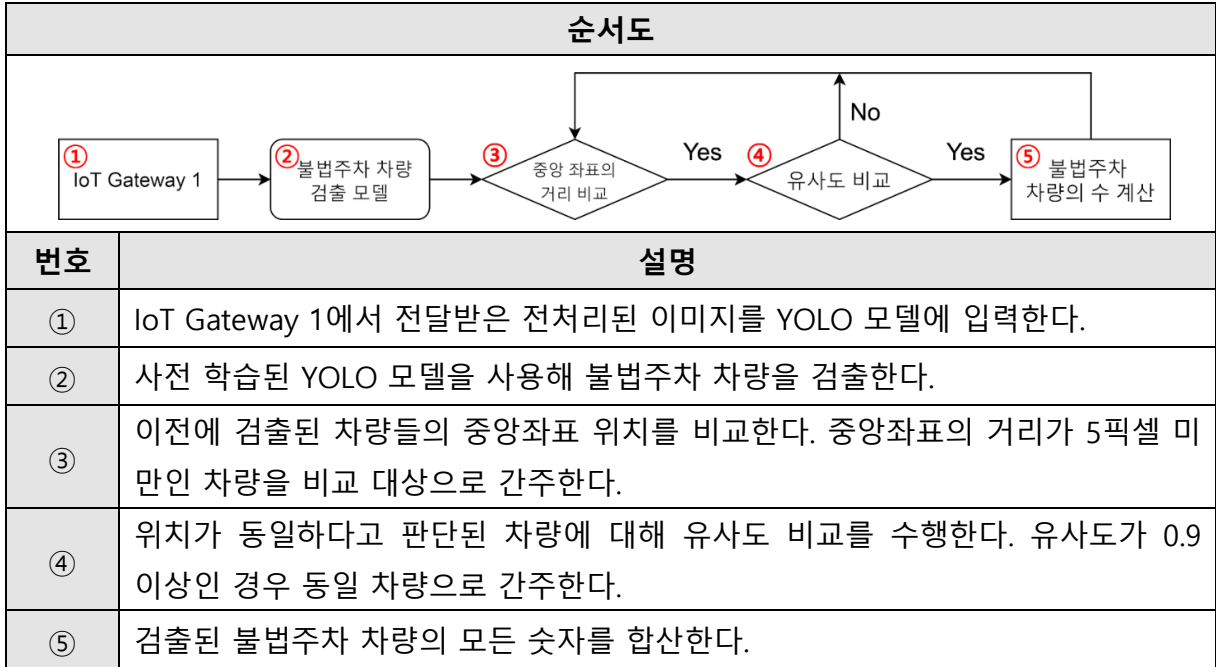 순서도
No
① IoT Gateway 1
② 불법주차 차량
검출 모델
③ 중앙 좌표의
거리 비교
Yes
④ 유사도 비교
Yes
⑤ 불법주차
차량의 수 계산
번호 설명
① IoT Gateway 1에서 전달받은 전처리된 이미지를 YOLO 모델에 입력한다.
② 사전 학습된 YOLO 모델을 사용해 불법주차 차량을 검출한다.
③ 이전에 검출된 차량들의 중앙좌표 위치를 비교한다. 중앙좌표의 거리가 5픽셀 미
만인 차량을 비교 대상으로 간주한다.
④ 위치가 동일하다고 판단된 차량에 대해 유사도 비교를 수행한다. 유사도가 0.9
이상인 경우 동일 차량으로 간주한다.
⑤ 검출된 불법주차 차량의 모든 숫자를 합산한다.